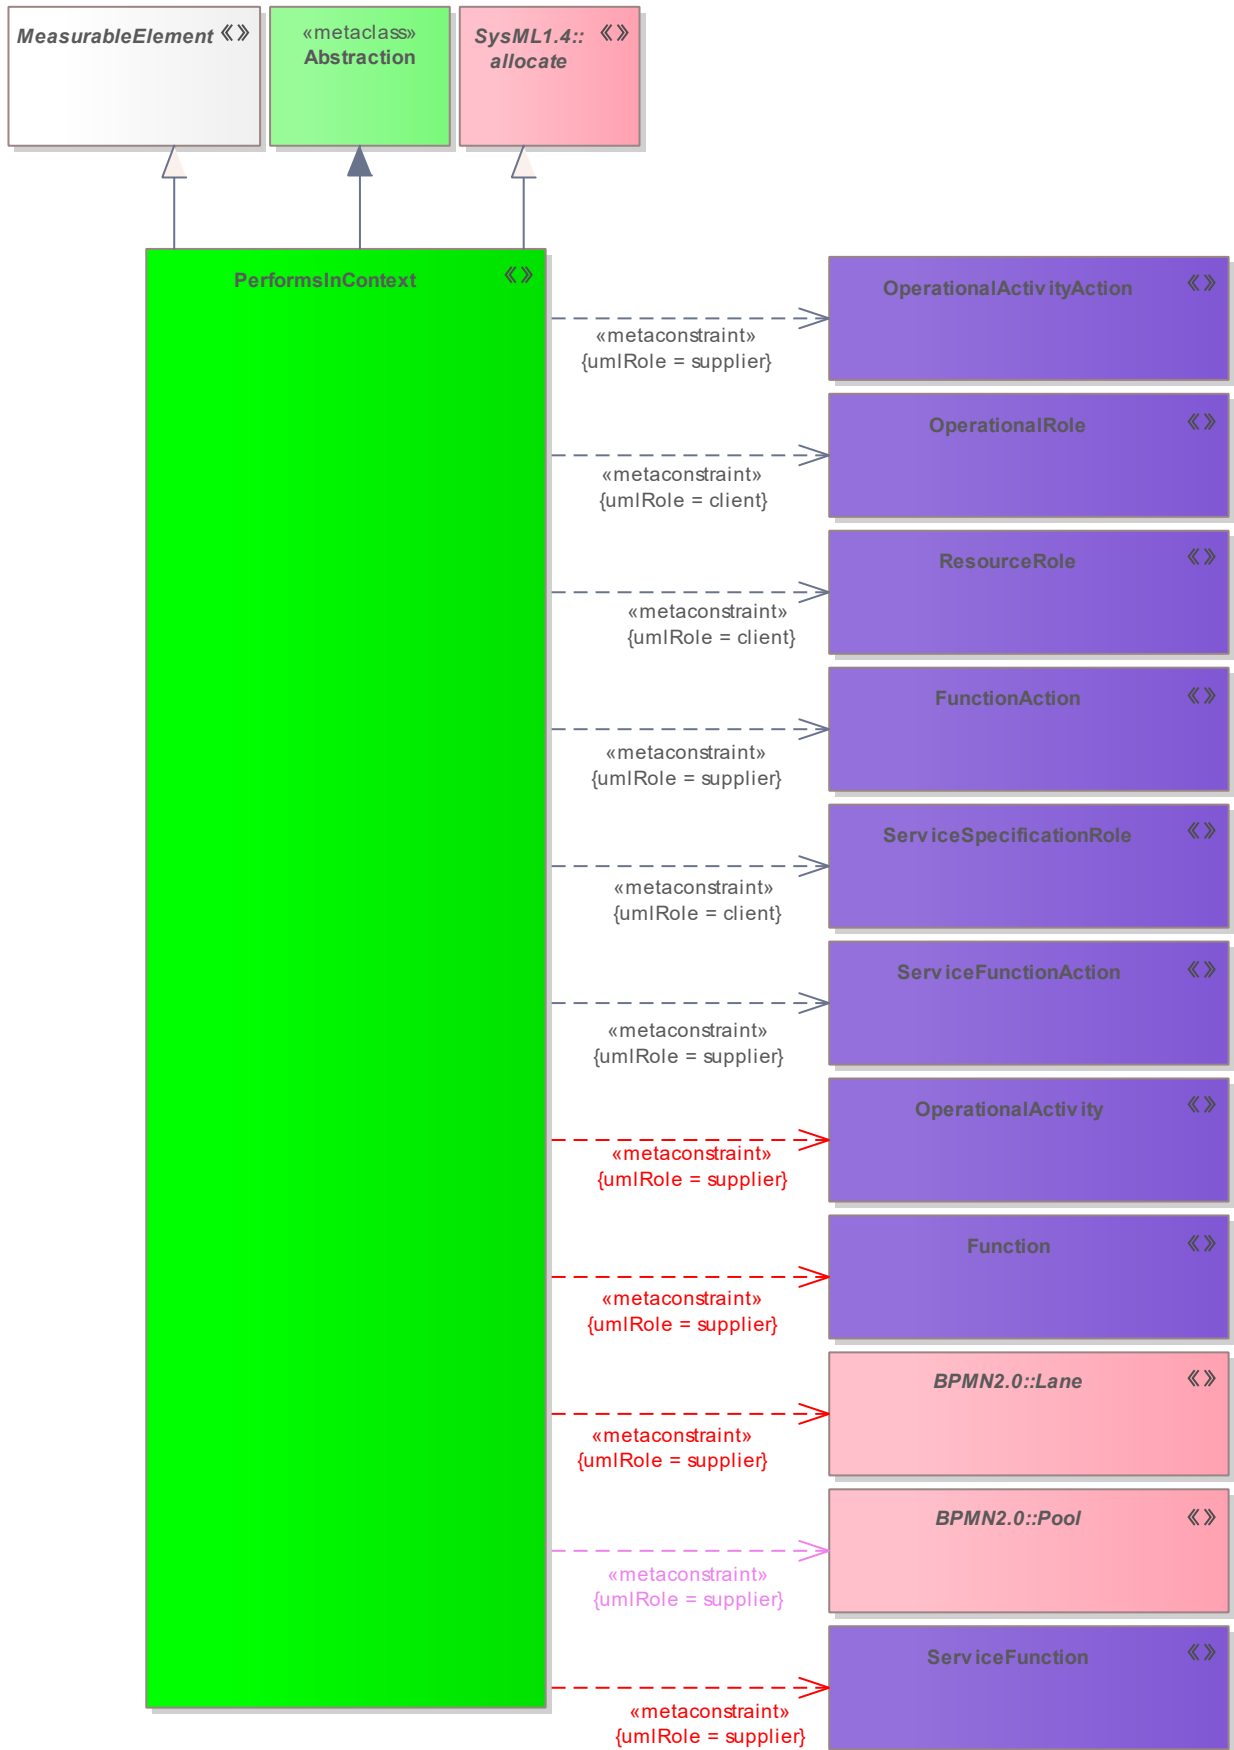 MeasurableElement «»
«metaclass»
Abstraction
SysML1.4:: «»
allocate
PerformsInContext «»
OperationalActivityAction «»
«metaconstraint»
{umlRole = supplier}
OperationalRole «»
«metaconstraint»
{umlRole = client}
ResourceRole «»
«metaconstraint»
{umlRole = client}
FunctionAction «»
«metaconstraint»
{umlRole = supplier}
ServiceSpecificationRole «»
«metaconstraint»
{umlRole = client}
ServiceFunctionAction «»
«metaconstraint»
{umlRole = supplier}
OperationalActivity «»
«metaconstraint»
{umlRole = supplier}
Function «»
«metaconstraint»
{umlRole = supplier}
BPMN2.0::Lane «»
«metaconstraint»
{umlRole = supplier}
BPMN2.0::Pool «»
«metaconstraint»
{umlRole = supplier}
ServiceFunction «»
«metaconstraint»
{umlRole = supplier}